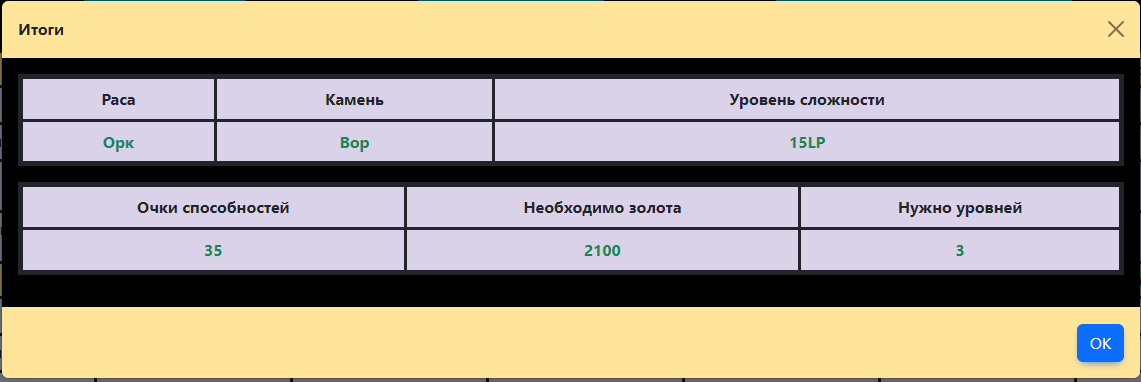 Итоги
Раса Камень Уровень сложности
Орк Вор 15LP
Очки способностей Необходимо золота Нужно уровней
35 2100 3
OK